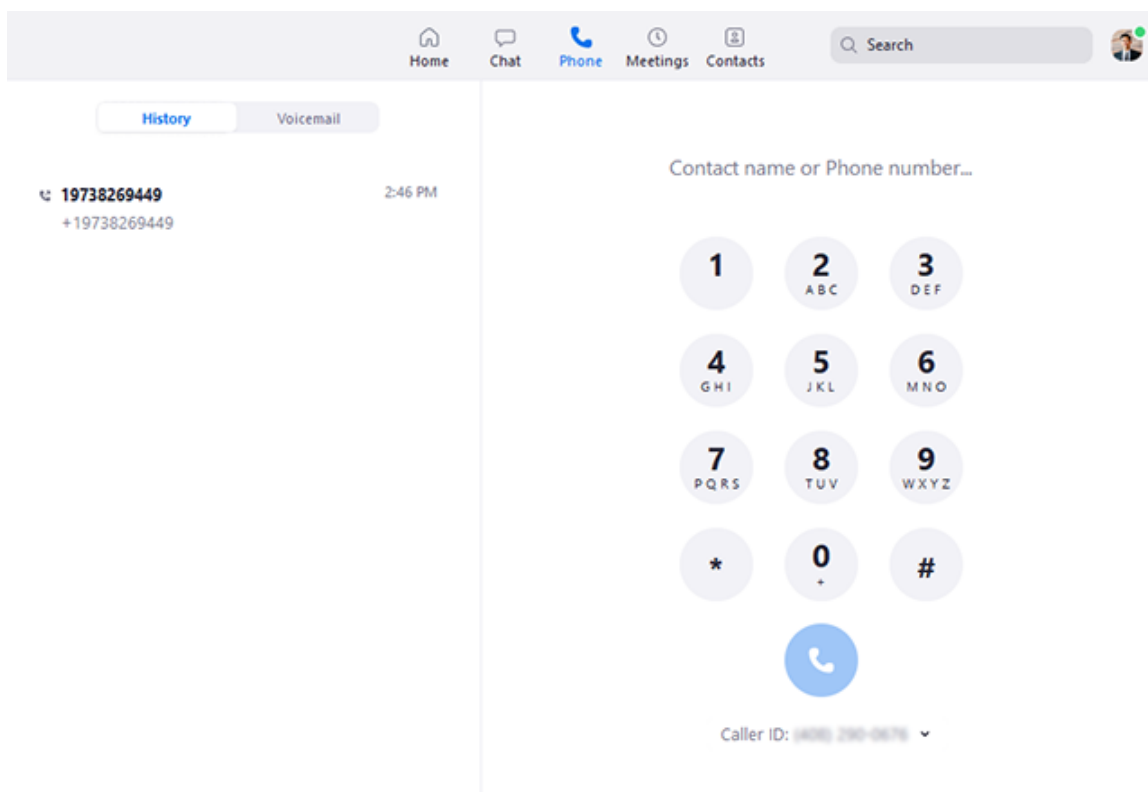 Home Chat Phone Meetings Contacts Search
History Voicemail
19738269449 2:46 PM
+19738269449
Contact name or Phone number...
1 2 3
ABC DEF
4 5 6
GHI JKL MNO
7 8 9
PQRS TUV WXYZ
* 0 #
+
Caller ID: